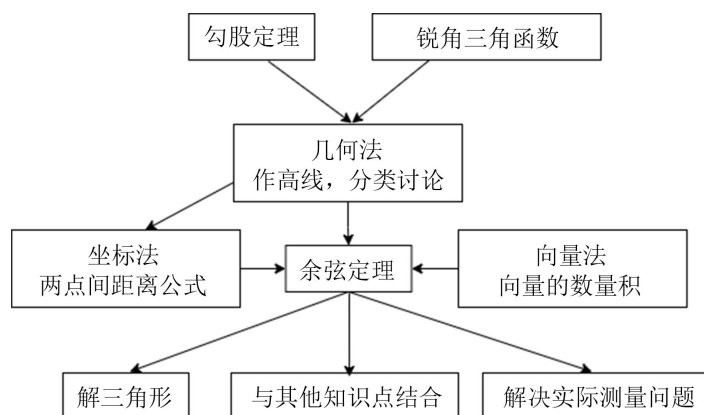 勾股定理
锐角三角函数
几何法
作高线，分类讨论
坐标法
两点间距离公式
余弦定理
向量法
向量的数量积
解三角形
与其他知识点结合
解决实际测量问题